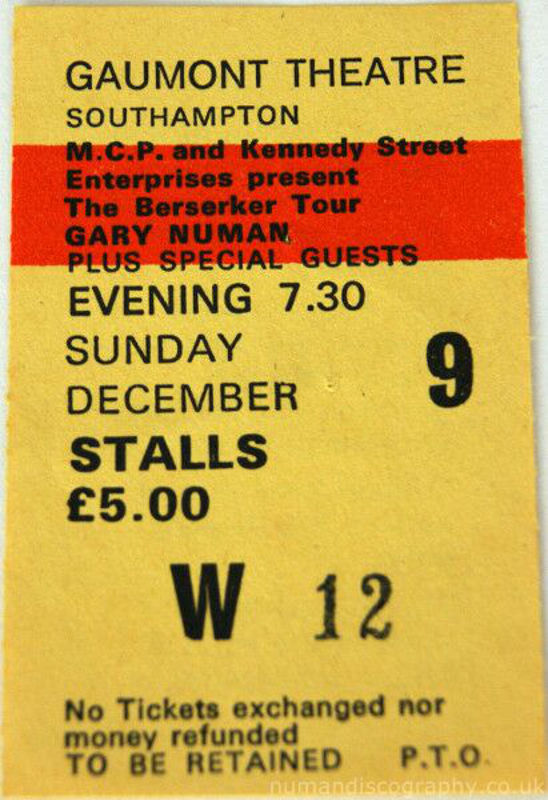 GAUMONT THEATRE
SOUTHAMPTON
M.C.P. and Kennedy Street
Enterprises present
The Berserker Tour
GARY NUMAN
PLUS SPECIAL GUESTS
EVENING 7.30
SUNDAY
DECEMBER 9
STALLS
£5.00
W 12
No Tickets exchanged nor
money refunded
TO BE RETAINED P.T.O.
numandiscography.co.uk